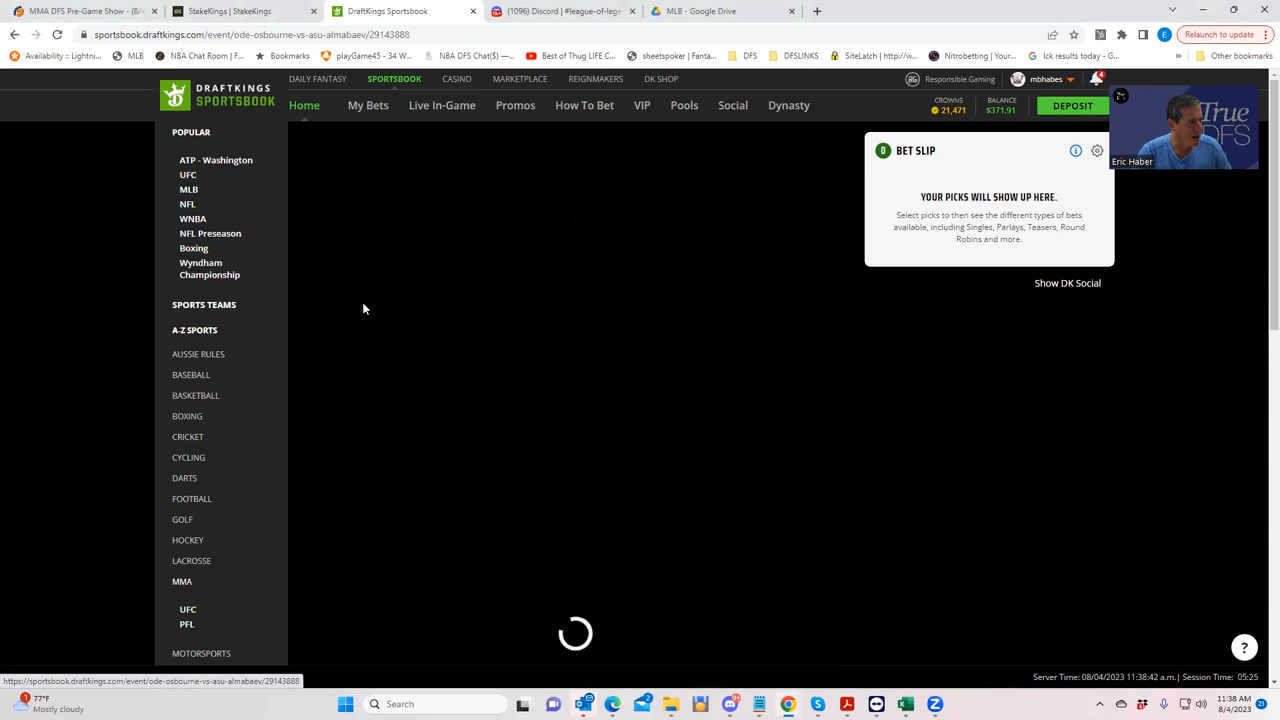 MMA DFS Pre-Game Show - (8/4
StakeKings | StakeKings
DraftKings Sportsbook
(1096) Discord | #league-of-lege
MLB - Google Drive
sportsbook.draftkings.com/event/ode-osbourne-vs-asu-almabaev/29143888
Relaunch to update
Availability :: Lightnin...
MLB
NBA Chat Room | F...
Bookmarks
playGame45 - 34 W...
NBA DFS Chat($) —...
Best of Thug LIFE C...
sheetspoker | Fanta...
DFS
DFSLINKS
SiteLatch | http://w...
Nitrobetting | Your...
lck results today - G...
Other bookmarks
DRAFTKINGS
SPORTSBOOK
DAILY FANTASY
SPORTSBOOK
CASINO
MARKETPLACE
REIGNMAKERS
DK SHOP
Responsible Gaming
mbhabes
4
Home
My Bets
Live In-Game
Promos
How To Bet
VIP
Pools
Social
Dynasty
CROWNS
21,471
BALANCE
$371.91
DEPOSIT
True
DFS
Eric Haber
POPULAR
ATP - Washington
UFC
MLB
NFL
WNBA
NFL Preseason
Boxing
Wyndham
Championship
SPORTS TEAMS
A-Z SPORTS
AUSSIE RULES
BASEBALL
BASKETBALL
BOXING
CRICKET
CYCLING
DARTS
FOOTBALL
GOLF
HOCKEY
LACROSSE
MMA
UFC
PFL
MOTORSPORTS
0 BET SLIP
YOUR PICKS WILL SHOW UP HERE.
Select picks to then see the different types of bets
available, including Singles, Parlays, Teasers, Round
Robins and more.
Show DK Social
?
https://sportsbook.draftkings.com/event/ode-osbourne-vs-asu-almabaev/29143888
Server Time: 08/04/2023 11:38:42 a.m.| Session Time: 05:25
77°F
Mostly cloudy
Search
11:38 AM
8/4/2023